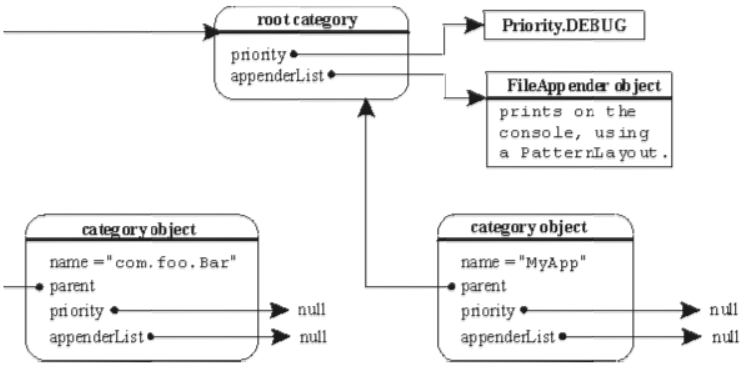 root category
priority
appenderList
Priority.DEBUG
FileAppender object
prints on the
console, using
a PatternLayout.
category object
name = "com.foo.Bar"
parent
priority
null
appenderList
null
category object
name = "MyApp"
parent
priority
null
appenderList
null